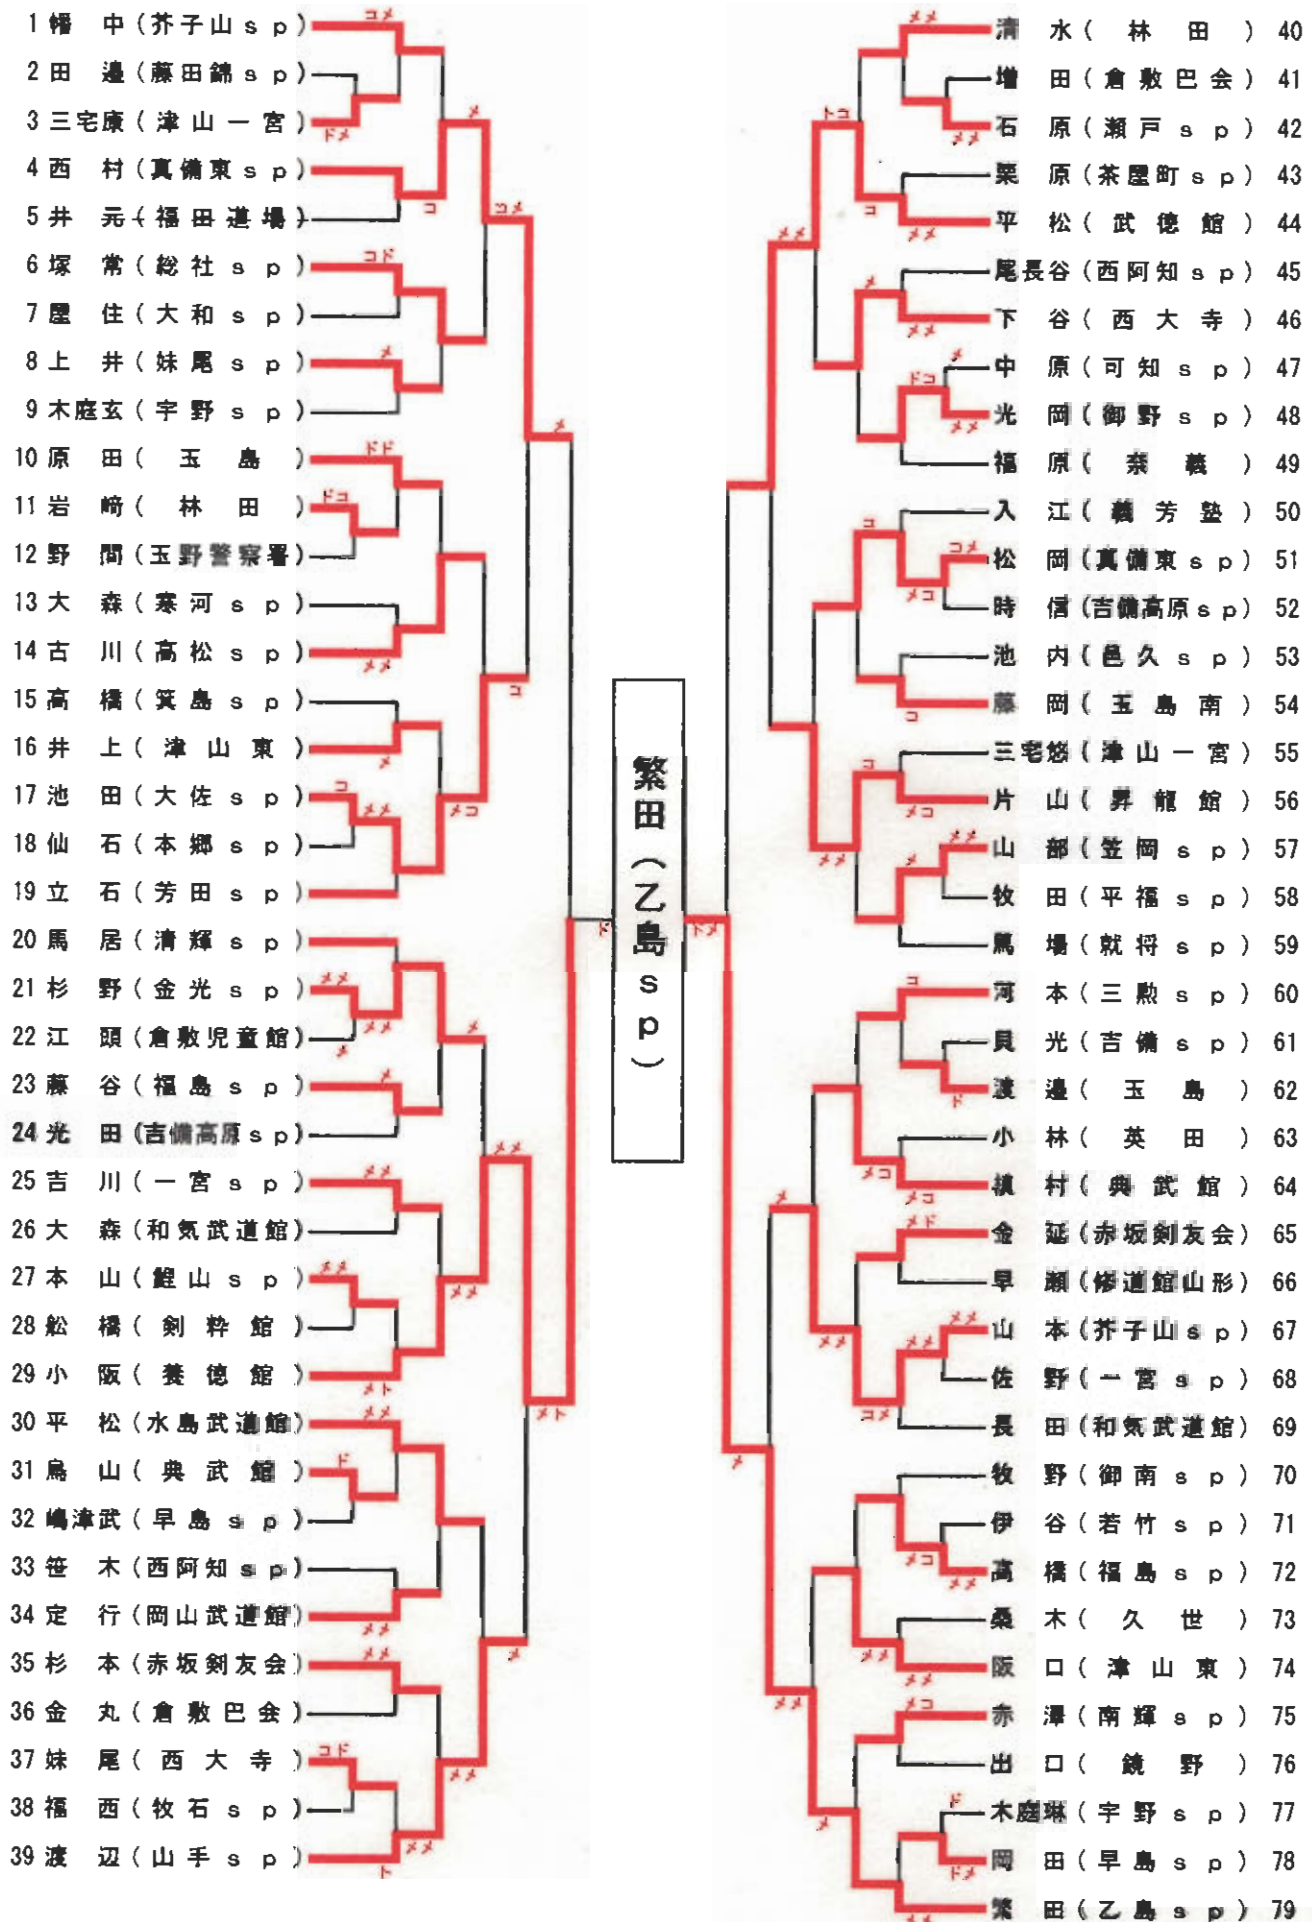 1 幡 中 (芥子山ｓｐ)
2 田 邉 (藤田錦ｓｐ)
3 三宅康 (津山一宮)
4 西 村 (真備東ｓｐ)
5 井 元 (福田道場)
6 塚 常 (総社ｓｐ)
7 屋 住 (大和ｓｐ)
8 上 井 (妹尾ｓｐ)
9 木庭玄 (宇野ｓｐ)
10 原 田 (玉島)
11 岩 﨑 (林田)
12 野 間 (玉野警察署)
13 大 森 (寒河ｓｐ)
14 古 川 (高松ｓｐ)
15 高 橋 (箕島ｓｐ)
16 井 上 (津山東)
17 池 田 (大佐ｓｐ)
18 仙 石 (本郷ｓｐ)
19 立 石 (芳田ｓｐ)
20 馬 居 (清輝ｓｐ)
21 杉 野 (金光ｓｐ)
22 江 頭 (倉敷児童館)
23 藤 谷 (福島ｓｐ)
24 光 田 (吉備高原ｓｐ)
25 吉 川 (一宮ｓｐ)
26 大 森 (和気武道館)
27 本 山 (鯉山ｓｐ)
28 舩 橋 (剣粋館)
29 小 阪 (養徳館)
30 平 松 (水島武道館)
31 鳥 山 (典武館)
32 嶋津武 (早島ｓｐ)
33 笹 木 (西阿知ｓｐ)
34 定 行 (岡山武道館)
35 杉 本 (赤坂剣友会)
36 金 丸 (倉敷巴会)
37 妹 尾 (西大寺)
38 福 西 (牧石ｓｐ)
39 渡 辺 (山手ｓｐ)
繁田（乙島ｓｐ）
清 水 (林田) 40
増 田 (倉敷巴会) 41
石 原 (瀬戸ｓｐ) 42
栗 原 (茶屋町ｓｐ) 43
平 松 (武徳館) 44
尾長谷 (西阿知ｓｐ) 45
下 谷 (西大寺) 46
中 原 (可知ｓｐ) 47
光 岡 (御野ｓｐ) 48
福 原 (奈義) 49
入 江 (義芳塾) 50
松 岡 (真備東ｓｐ) 51
時 信 (吉備高原ｓｐ) 52
池 内 (邑久ｓｐ) 53
藤 岡 (玉島南) 54
三宅悠 (津山一宮) 55
片 山 (昇龍館) 56
山 部 (笠岡ｓｐ) 57
牧 田 (平福ｓｐ) 58
馬 場 (就将ｓｐ) 59
河 本 (三勲ｓｐ) 60
貝 光 (吉備ｓｐ) 61
渡 邉 (玉島) 62
小 林 (英田) 63
槙 村 (典武館) 64
金 延 (赤坂剣友会) 65
早 瀬 (修道館山形) 66
山 本 (芥子山ｓｐ) 67
佐 野 (一宮ｓｐ) 68
長 田 (和気武道館) 69
牧 野 (御南ｓｐ) 70
伊 谷 (若竹ｓｐ) 71
高 橋 (福島ｓｐ) 72
桑 木 (久世) 73
阪 口 (津山東) 74
赤 澤 (南輝ｓｐ) 75
出 口 (鏡野) 76
木庭琳 (宇野ｓｐ) 77
岡 田 (早島ｓｐ) 78
繁 田 (乙島ｓｐ) 79